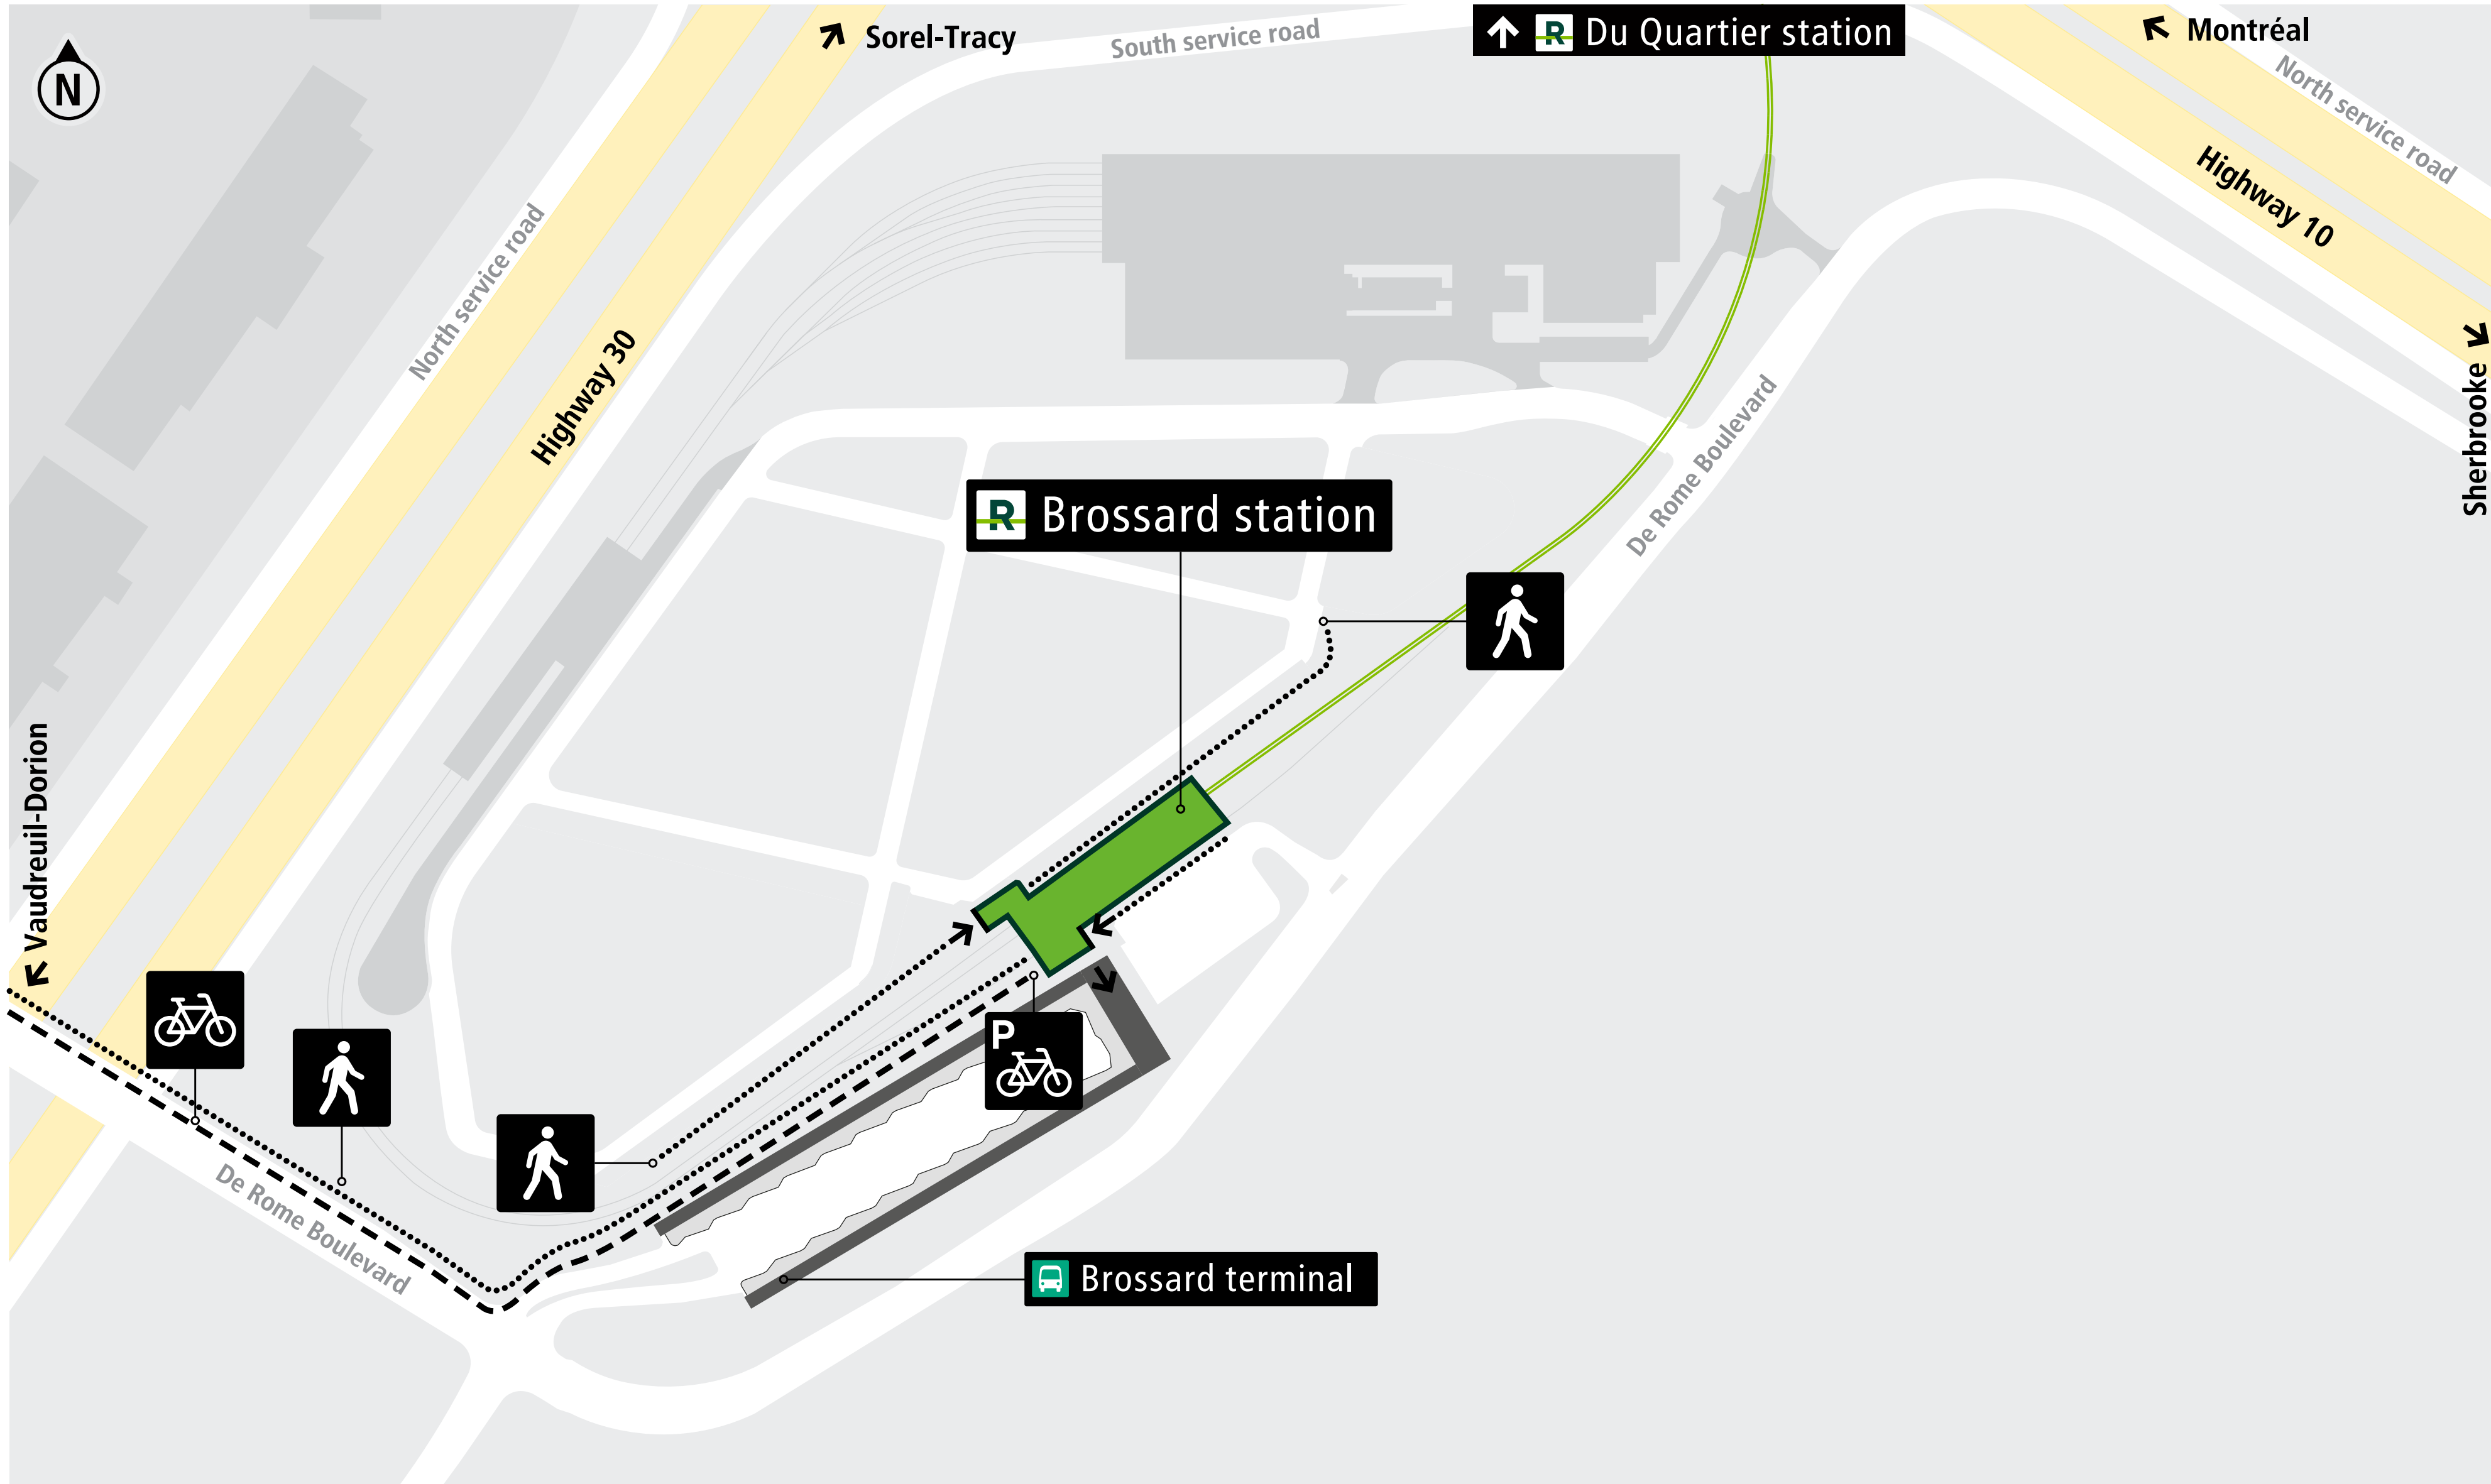 N
Sorel-Tracy
South service road
R Du Quartier station
Montréal
North service road
Highway 10
Sherbrooke
North service road
Highway 30
De Rome Boulevard
R Brossard station
Vaudreuil-Dorion
P
De Rome Boulevard
Brossard terminal